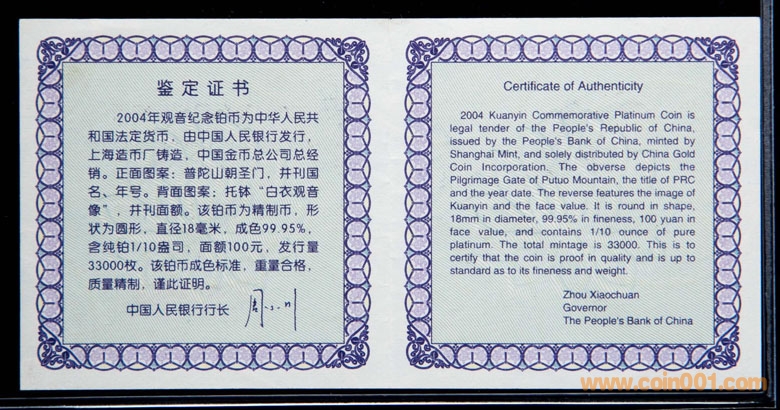 鉴定证书
2004年观音纪念铂币为中华人民共
和国法定货币，由中国人民银行发行，
上海造币厂铸造，中国金币总公司总经
销。正面图案：普陀山朝圣门，并刊国
名、年号。背面图案：托钵“白衣观音
像”，并刊面额。该铂币为精制币，形
状为圆形，直径18毫米，成色99.95%，
含纯铂1/10盎司，面额100元，发行量
33000枚。该铂币成色标准，重量合格，
质量精制，谨此证明。
中国人民银行行长 周小川
Certificate of Authenticity
2004 Kuanyin Commemorative Platinum Coin is
legal tender of the People's Republic of China,
issued by the People's Bank of China, minted by
Shanghai Mint, and solely distributed by China Gold
Coin Incorporation. The obverse depicts the
Pilgrimage Gate of Putuo Mountain, the title of PRC
and the year date. The reverse features the image of
Kuanyin and the face value. It is round in shape,
18mm in diameter, 99.95% in fineness, 100 yuan in
face value, and contains 1/10 ounce of pure
platinum. The total mintage is 33000. This is to
certify that the coin is proof in quality and is up to
standard as to its fineness and weight.
Zhou Xiaochuan
Governor
The People's Bank of China
www.coin001.com